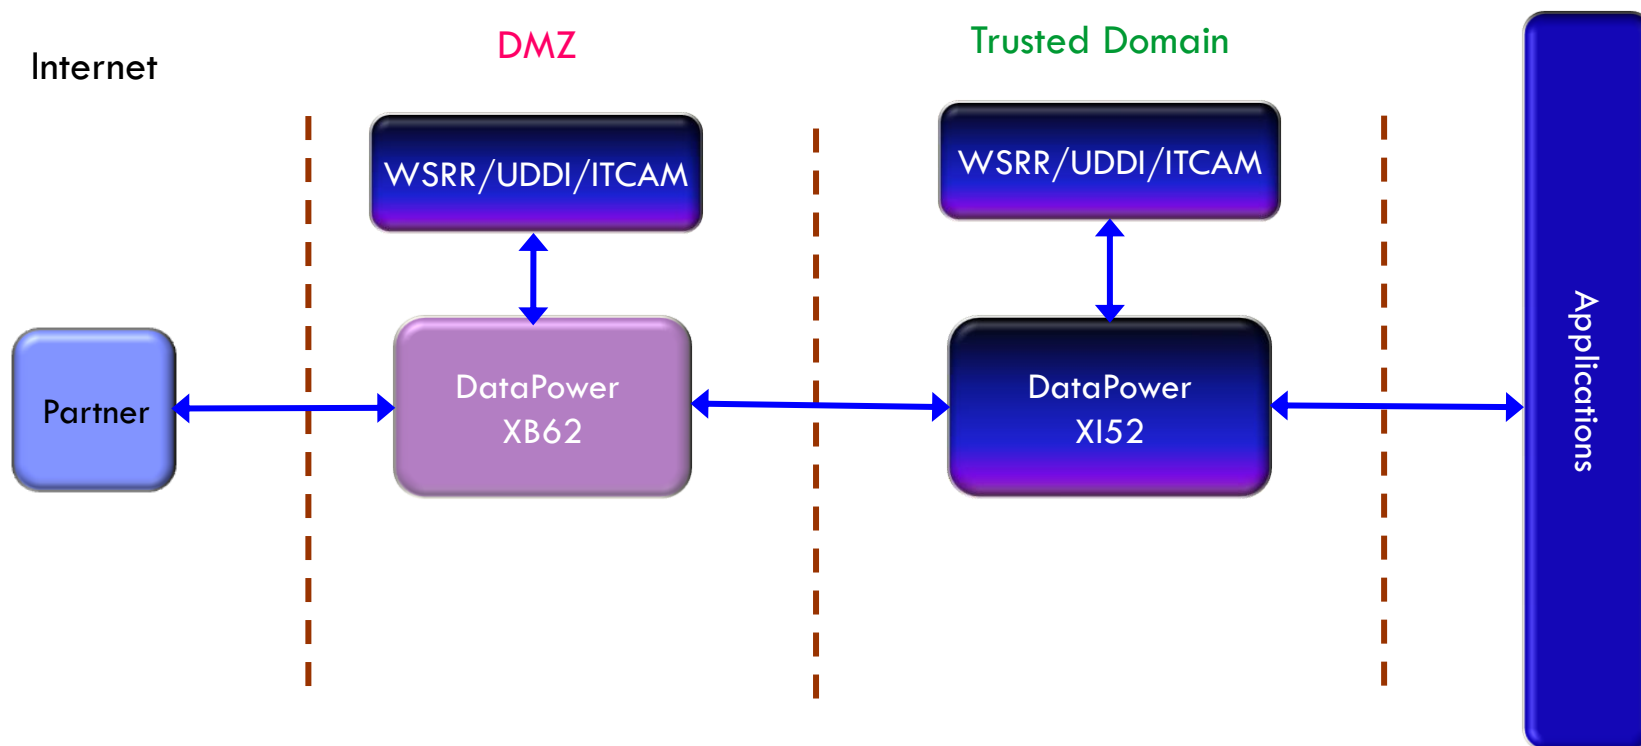 Internet
DMZ
Trusted Domain
WSRR/UDDI/ITCAM
WSRR/UDDI/ITCAM
Partner
DataPower
XB62
DataPower
XI52
Applications